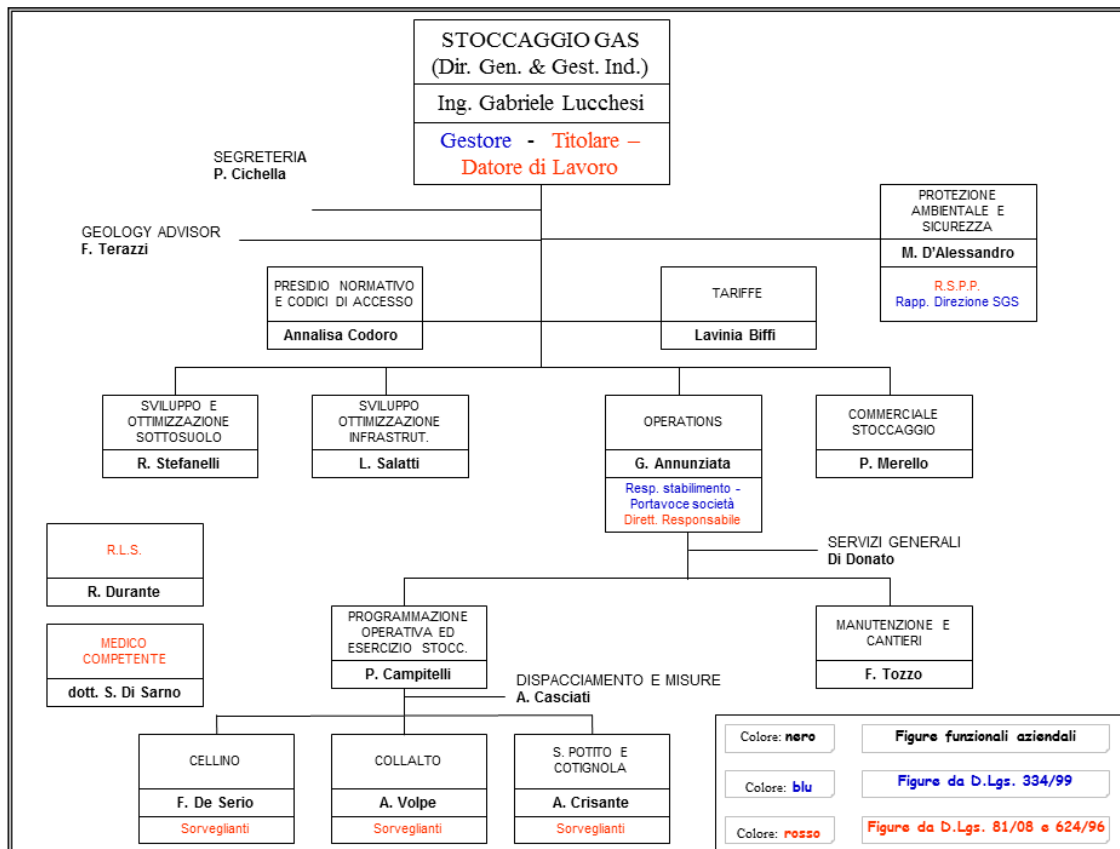 STOCCAGGIO GAS
(Dir. Gen. & Gest. Ind.)
Ing. Gabriele Lucchesi
Gestore - Titolare –
Datore di Lavoro
SEGRETERIA
P. Cichella
GEOLOGY ADVISOR
F. Terazzi
PROTEZIONE
AMBIENTALE E
SICUREZZA
M. D'Alessandro
R.S.P.P.
Rapp. Direzione SGS
PRESIDIO NORMATIVO
E CODICI DI ACCESSO
Annalisa Codoro
TARIFFE
Lavinia Biffi
SVILUPPO E
OTTIMIZZAZIONE
SOTTOSUOLO
R. Stefanelli
SVILUPPO
OTTIMIZZAZIONE
INFRASTRUT.
L. Salatti
OPERATIONS
G. Annunziata
Resp. stabilimento -
Portavoce società
Dirett. Responsabile
COMMERCIALE
STOCCAGGIO
P. Merello
R.L.S.
R. Durante
SERVIZI GENERALI
Di Donato
MEDICO
COMPETENTE
dott. S. Di Sarno
PROGRAMMAZIONE
OPERATIVA ED
ESERCIZIO STOCC.
P. Campitelli
MANUTENZIONE E
CANTIERI
F. Tozzo
DISPACCIAMENTO E MISURE
A. Casciati
CELLINO
F. De Serio
Sorveglianti
COLLALTO
A. Volpe
Sorveglianti
S. POTITO E
COTIGNOLA
A. Crisante
Sorveglianti
Colore: nero
Figure funzionali aziendali
Colore: blu
Figure da D.Lgs. 334/99
Colore: rosso
Figure da D.Lgs. 81/08 e 624/96